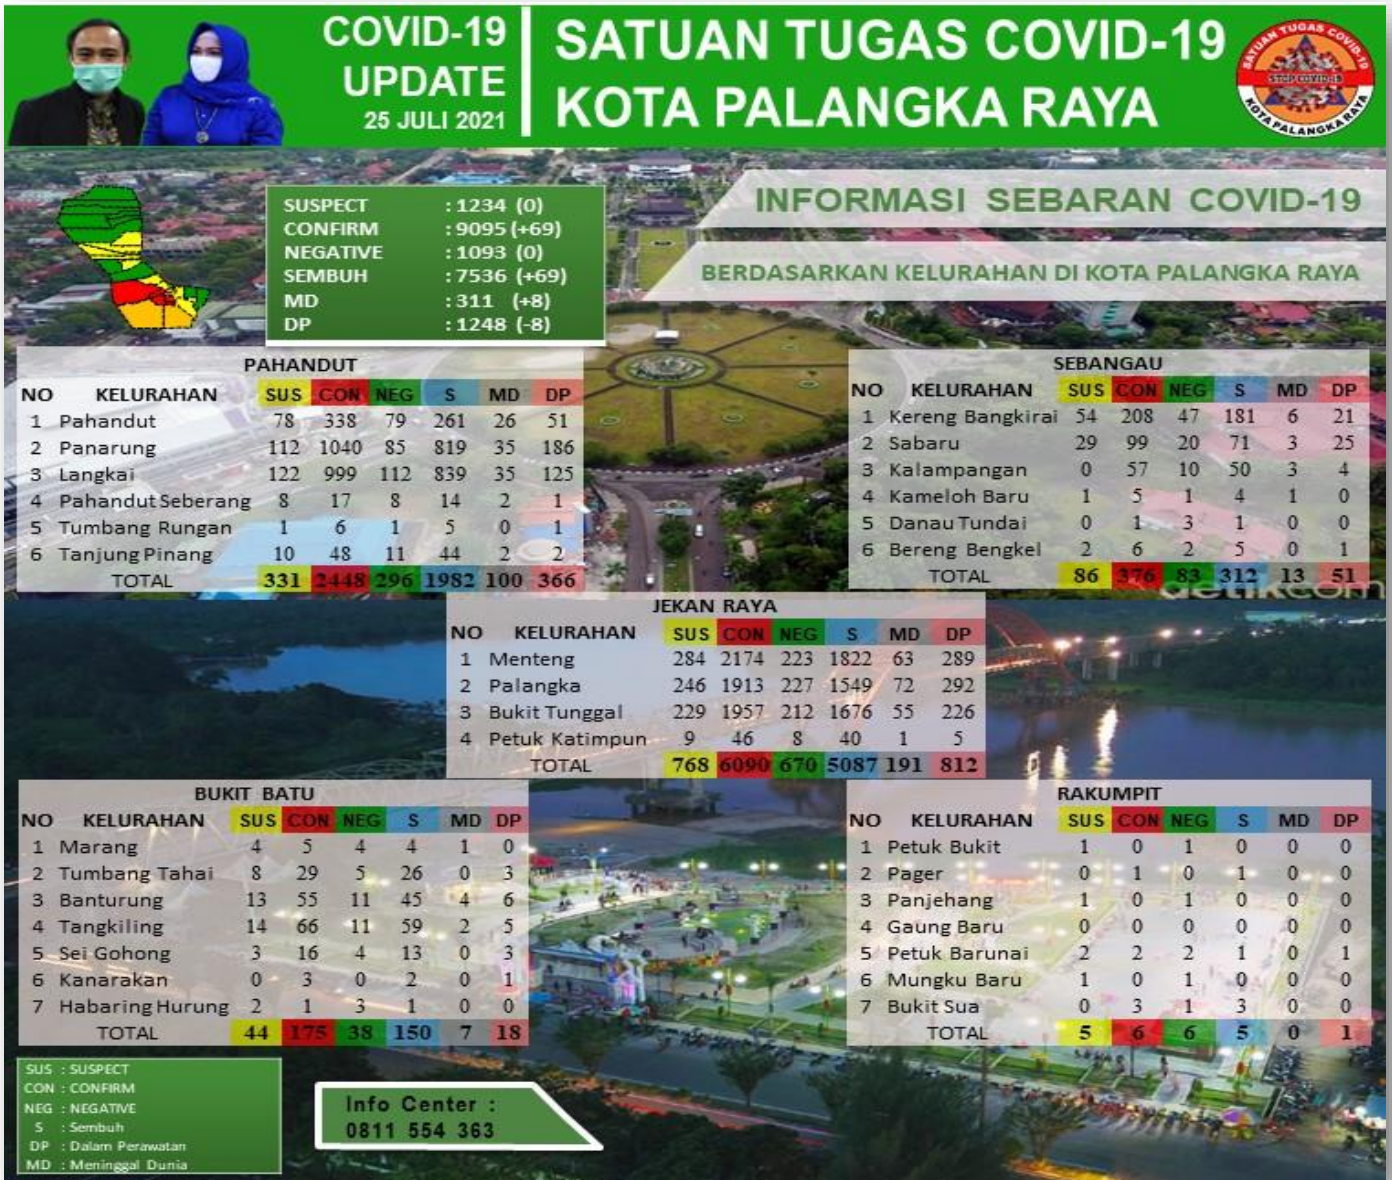 COVID-19
UPDATE
25 JULI 2021
SATUAN TUGAS COVID-19
KOTA PALANGKA RAYA
SATUAN TUGAS COVID-19
STOP COVID-19
KOTA PALANGKARAYA
SUSPECT : 1234 (0)
CONFIRM : 9095 (+69)
NEGATIVE : 1093 (0)
SEMBUH : 7536 (+69)
MD : 311 (+8)
DP : 1248 (-8)
INFORMASI SEBARAN COVID-19
BERDASARKAN KELURAHAN DI KOTA PALANGKA RAYA
PAHANDUT
NO KELURAHAN SUS CON NEG S MD DP
1 Pahandut 78 338 79 261 26 51
2 Panarung 112 1040 85 819 35 186
3 Langkai 122 999 112 839 35 125
4 Pahandut Seberang 8 17 8 14 2 1
5 Tumbang Rungan 1 6 1 5 0 1
6 Tanjung Pinang 10 48 11 44 2 2
TOTAL 331 2448 296 1982 100 366
SEBANGAU
NO KELURAHAN SUS CON NEG S MD DP
1 Kereng Bangkirai 54 208 47 181 6 21
2 Sabaru 29 99 20 71 3 25
3 Kalampangan 0 57 10 50 3 4
4 Kameloh Baru 1 5 1 4 1 0
5 Danau Tundai 0 1 3 1 0 0
6 Bereng Bengkel 2 6 2 5 0 1
TOTAL 86 376 83 312 13 51
detikcom
JEKAN RAYA
NO KELURAHAN SUS CON NEG S MD DP
1 Menteng 284 2174 223 1822 63 289
2 Palangka 246 1913 227 1549 72 292
3 Bukit Tunggal 229 1957 212 1676 55 226
4 Petuk Katimpun 9 46 8 40 1 5
TOTAL 768 6090 670 5087 191 812
BUKIT BATU
NO KELURAHAN SUS CON NEG S MD DP
1 Marang 4 5 4 4 1 0
2 Tumbang Tahai 8 29 5 26 0 3
3 Banturung 13 55 11 45 4 6
4 Tangkiling 14 66 11 59 2 5
5 Sei Gohong 3 16 4 13 0 3
6 Kanarakan 0 3 0 2 0 1
7 Habaring Hurung 2 1 3 1 0 0
TOTAL 44 175 38 150 7 18
RAKUMPIT
NO KELURAHAN SUS CON NEG S MD DP
1 Petuk Bukit 1 0 1 0 0 0
2 Pager 0 1 0 1 0 0
3 Panjehang 1 0 1 0 0 0
4 Gaung Baru 0 0 0 0 0 0
5 Petuk Barunai 2 2 2 1 0 1
6 Mungku Baru 1 0 1 0 0 0
7 Bukit Sua 0 3 1 3 0 0
TOTAL 5 6 6 5 0 1
SUS : SUSPECT
CON : CONFIRM
NEG : NEGATIVE
S : Sembuh
DP : Dalam Perawatan
MD : Meninggal Dunia
Info Center :
0811 554 363